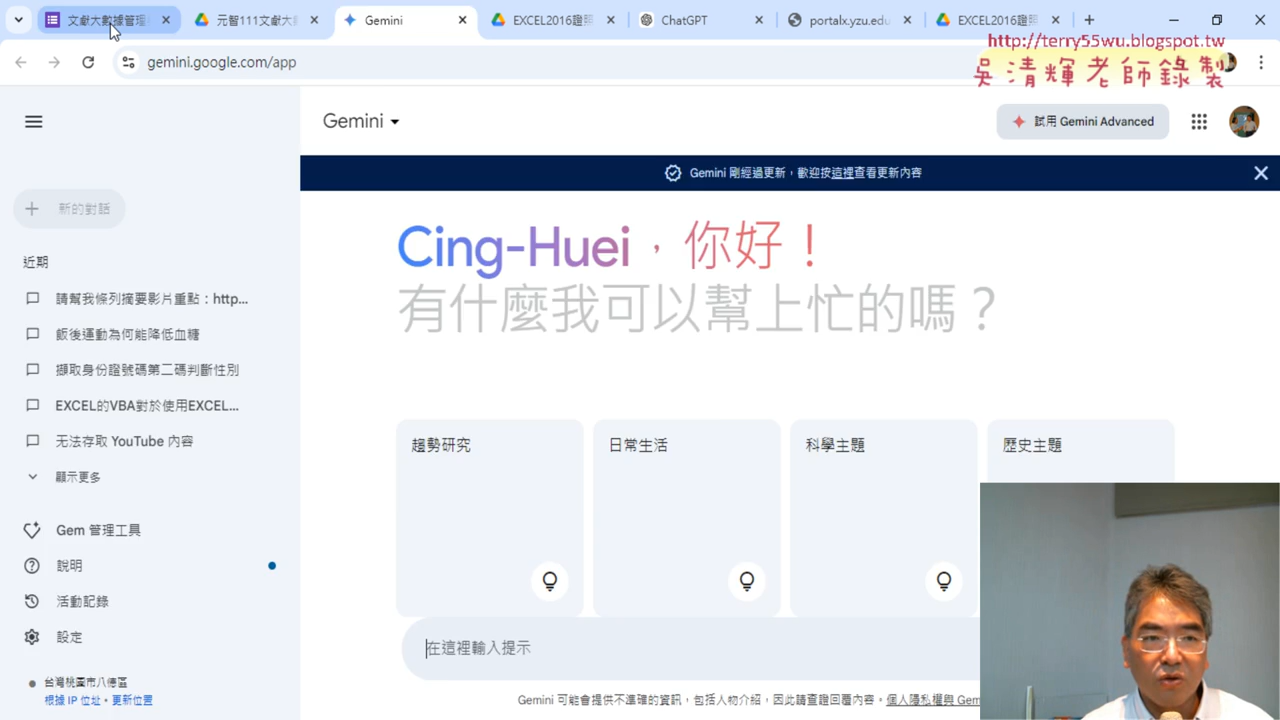 文獻大數據管理
元智111文獻大
Gemini
EXCEL2016證照
ChatGPT
portalx.yzu.edu
EXCEL2016證照
gemini.google.com/app
http://terry55wu.blogspot.tw
吳清輝老師錄製
Gemini
試用 Gemini Advanced
Gemini 剛經過更新，歡迎按這裡查看更新內容
新的對話
近期
請幫我條列摘要影片重點：http...
飯後運動為何能降低血糖
擷取身份證號碼第二碼判斷性別
EXCEL的VBA對於使用EXCEL...
无法存取 YouTube 內容
顯示更多
Gem 管理工具
說明
活動記錄
設定
台灣桃園市八德區
根據 IP 位址 • 更新位置
Cing-Huei，你好！
有什麼我可以幫上忙的嗎？
趨勢研究
日常生活
科學主題
歷史主題
在這裡輸入提示
Gemini 可能會提供不準確的資訊，包括人物介紹，因此請查證回覆內容。個人隱私權與 Gem